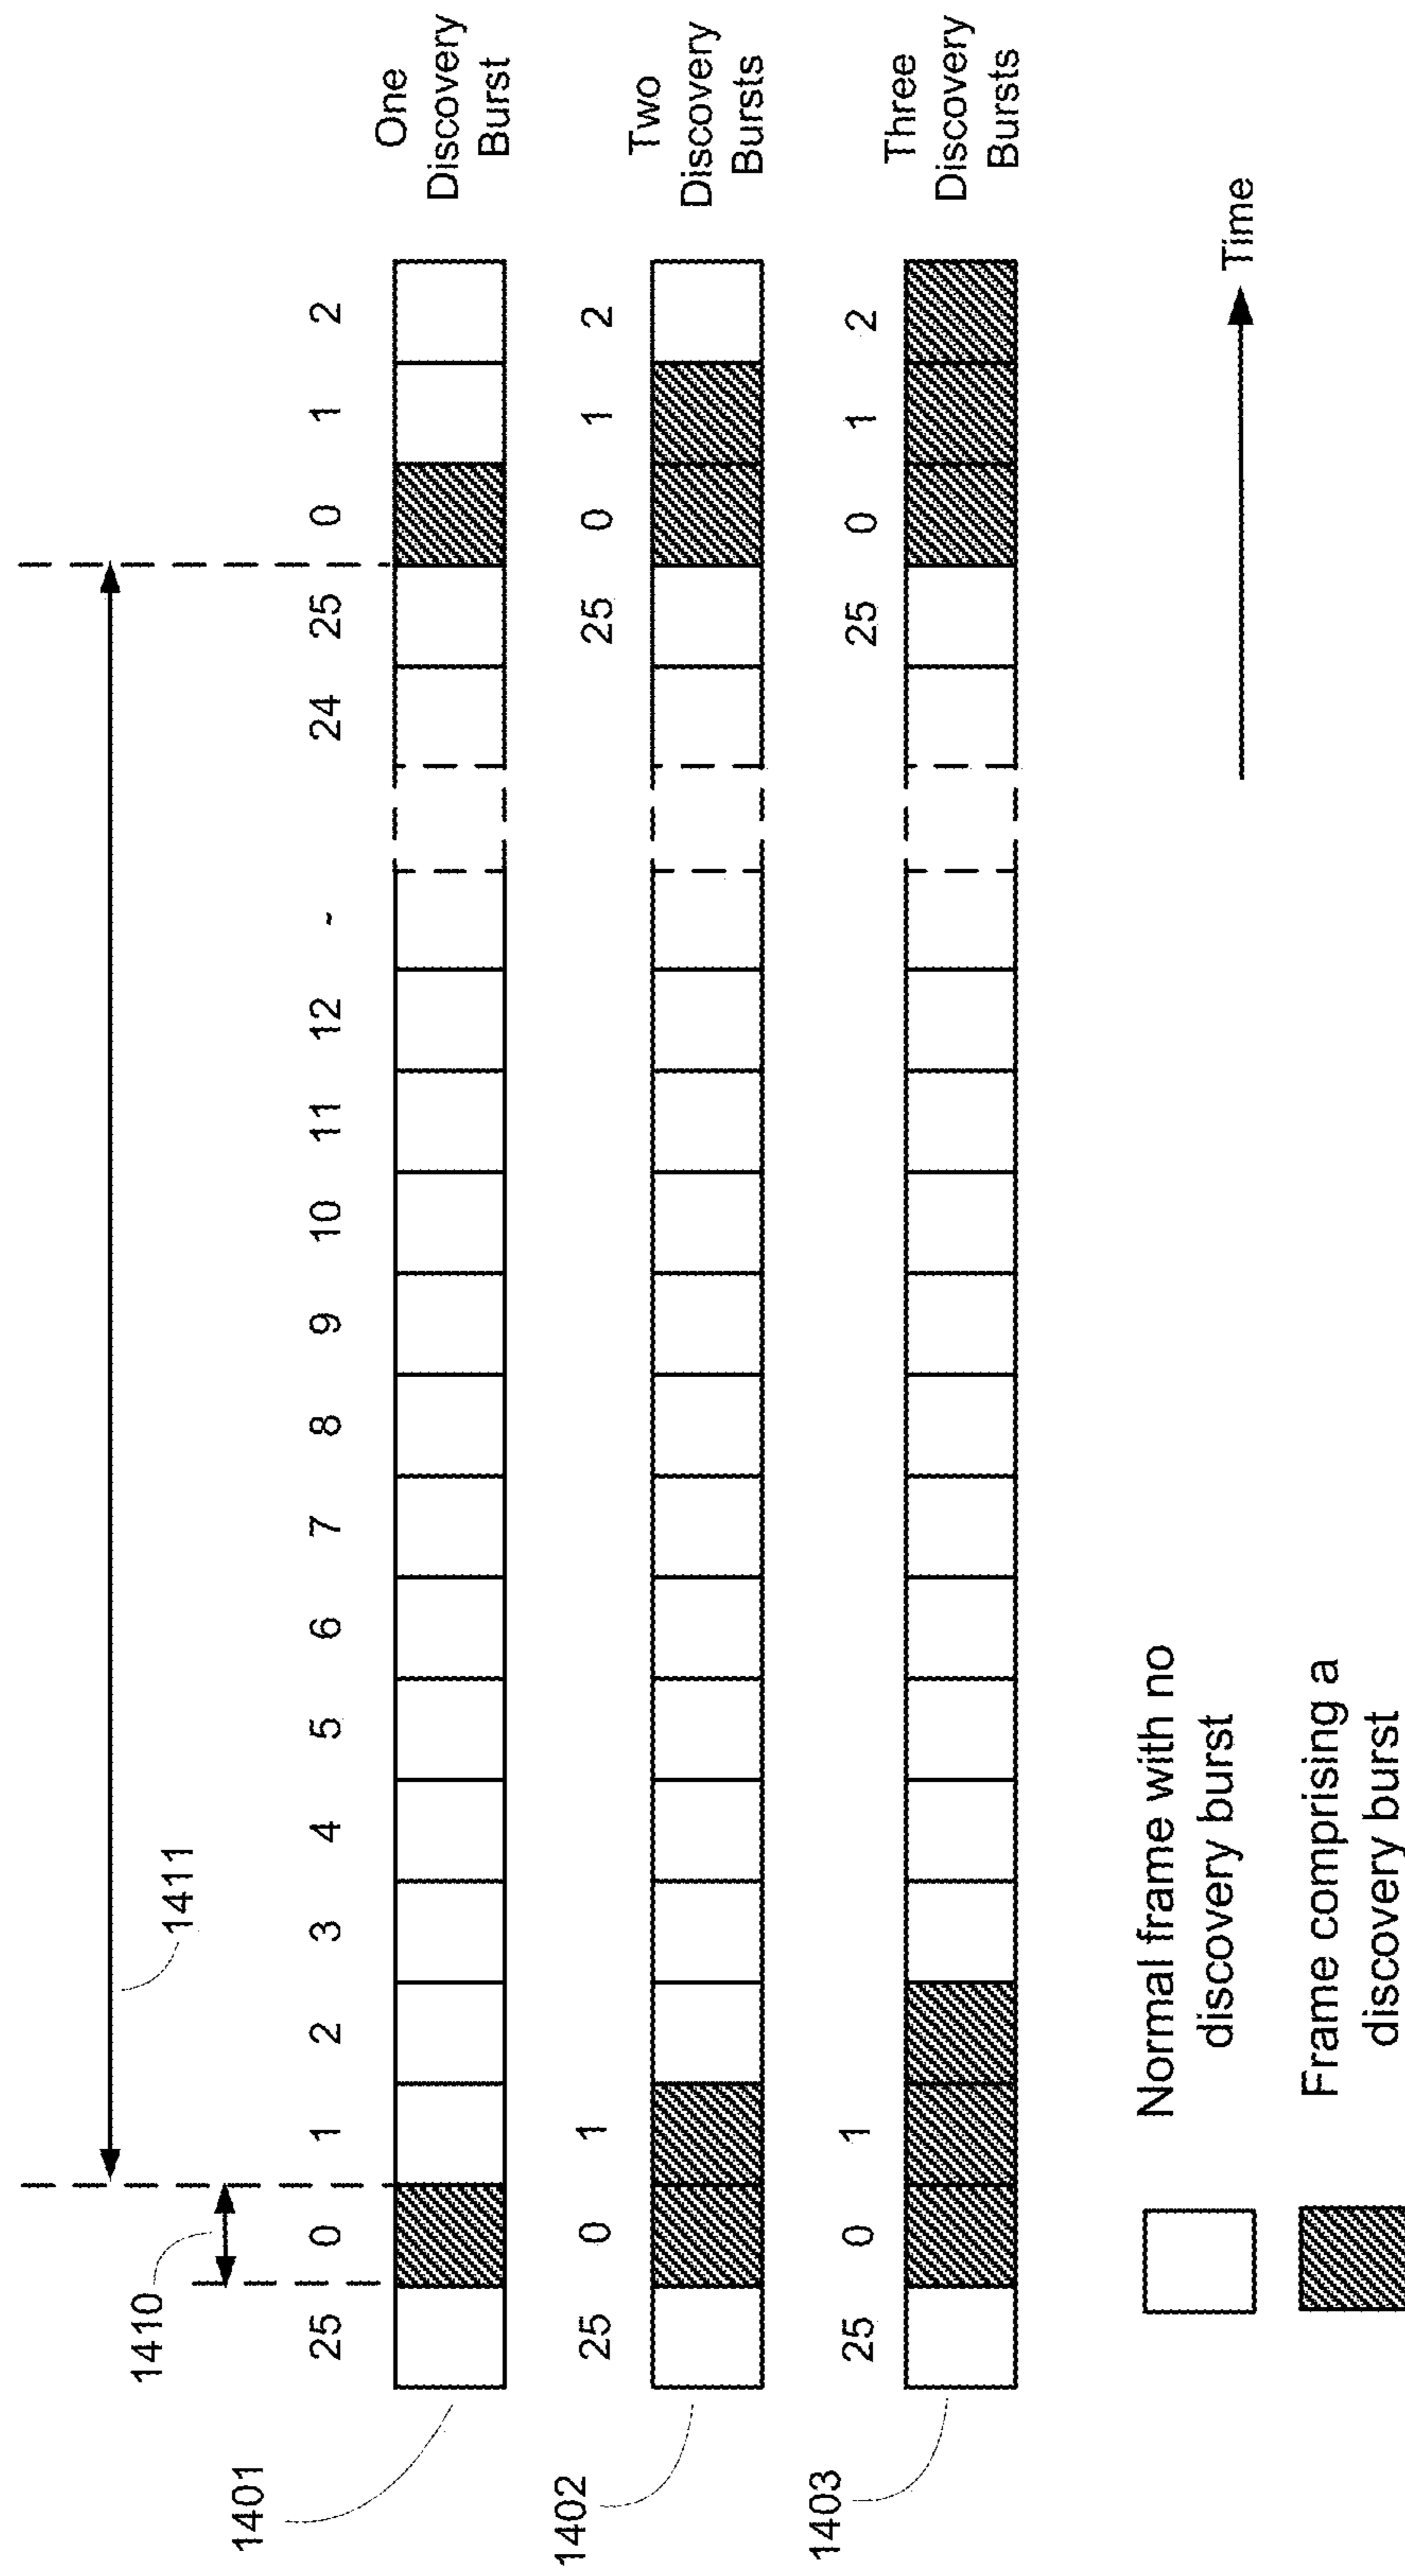 1411
1410
25 0 1 2 3 4 5 6 7 8 9 10 11 12 ~ 24 25 0 1 2
1401
One
Discovery
Burst
25 0 1 25 0 1 2
1402
Two
Discovery
Bursts
25 0 1 25 0 1 2
1403
Three
Discovery
Bursts
Time
Normal frame with no
discovery burst
Frame comprising a
discovery burst